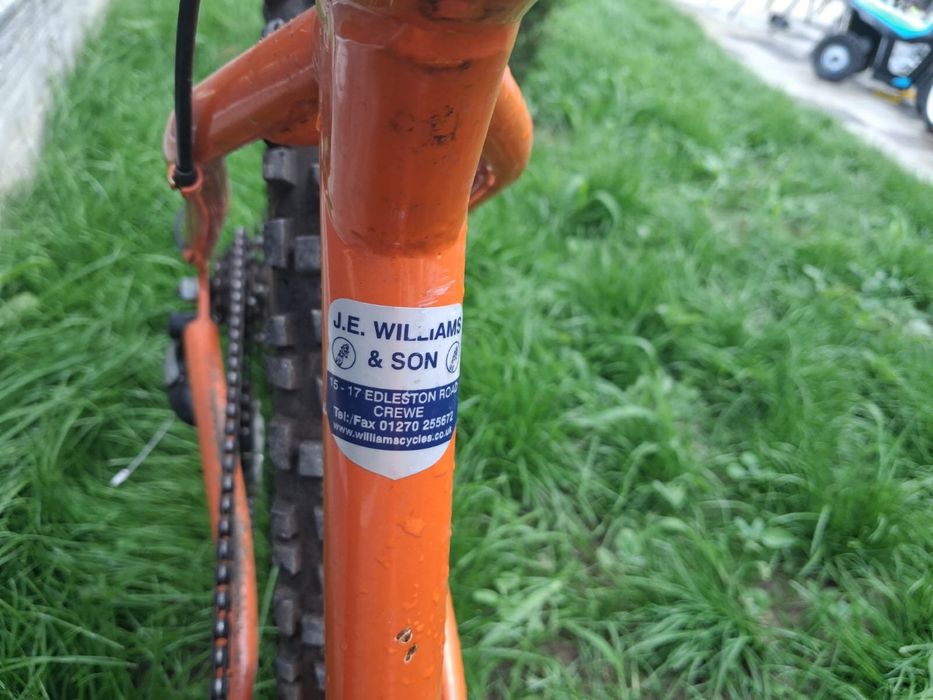 J.E. WILLIAMS
& SON
15 - 17 EDLESTON ROAD
CREWE
Tel:/Fax 01270 255672
www.williamscycles.co.uk